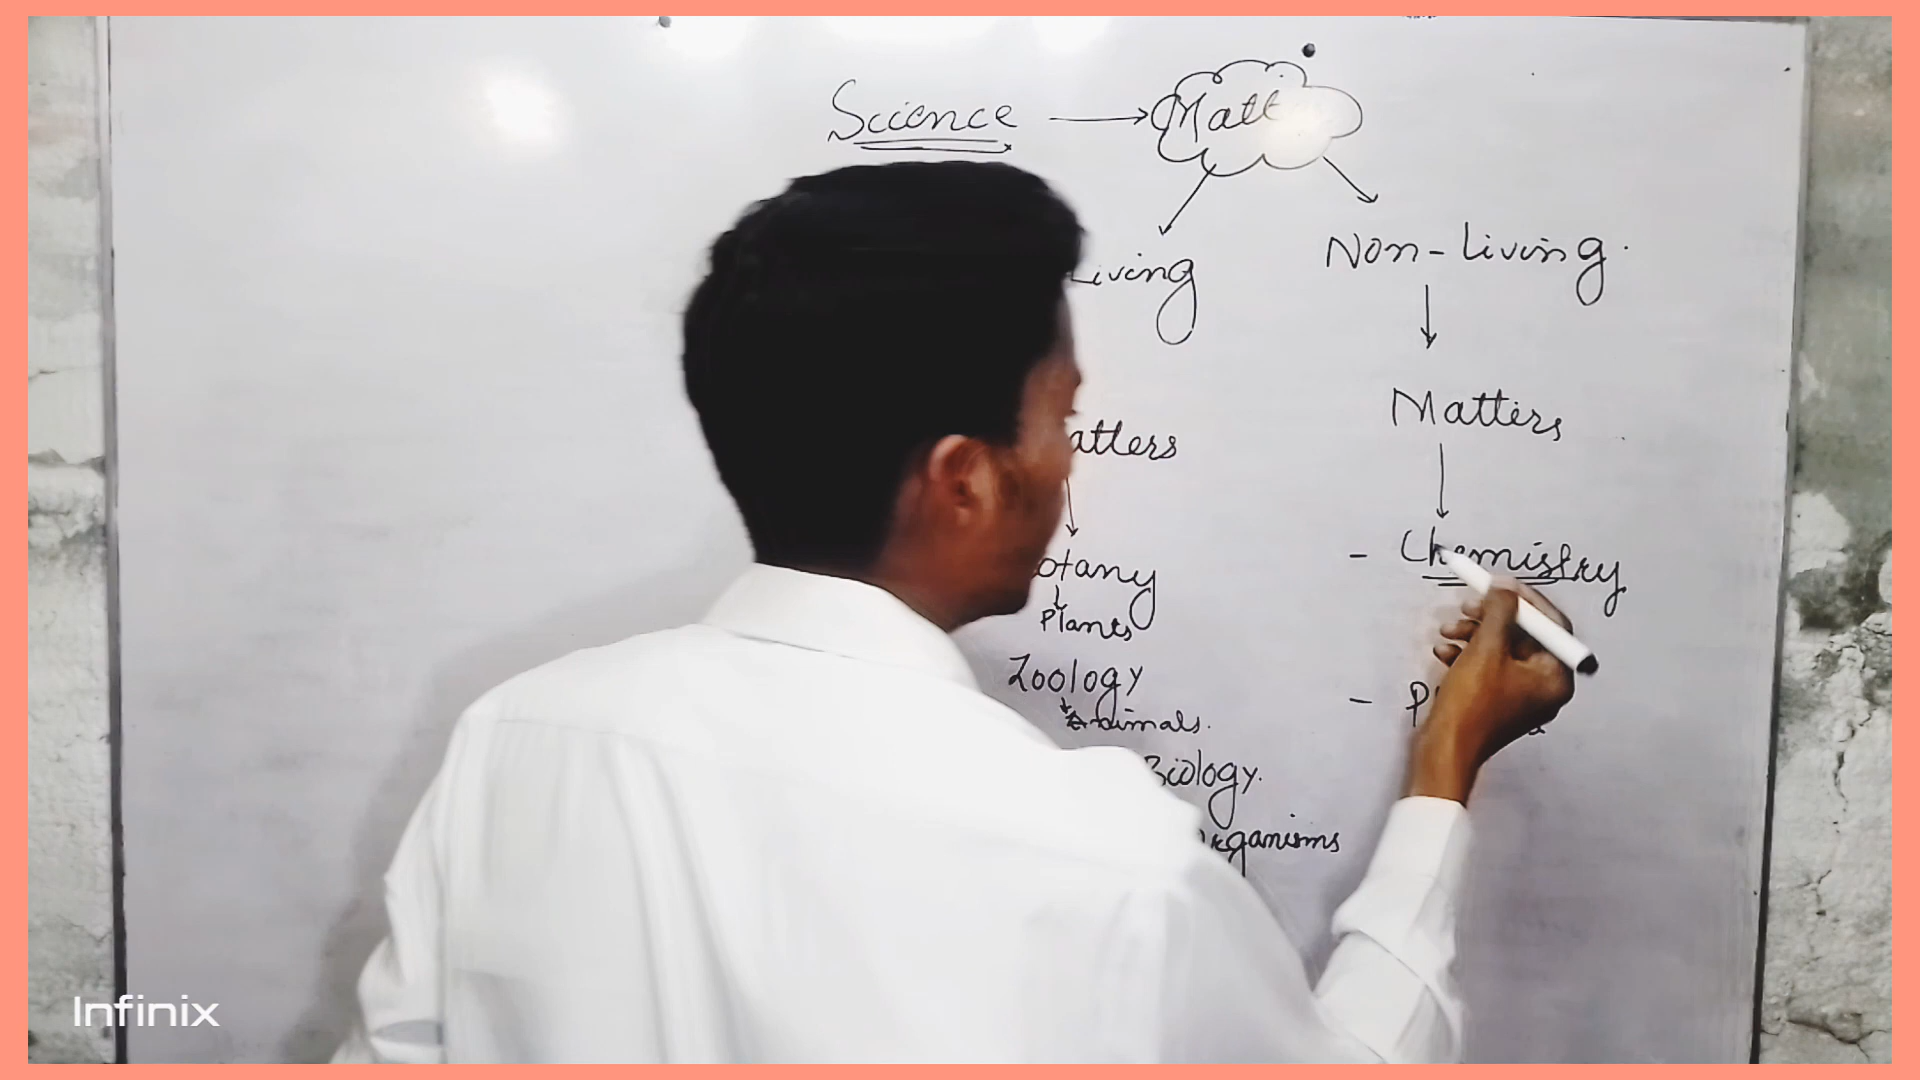 Science → Matt
Living
Non-Living.
Matters
atters
Chemistry
otany
Plants
Zoology
Animals.
Biology.
rganisms
Infinix